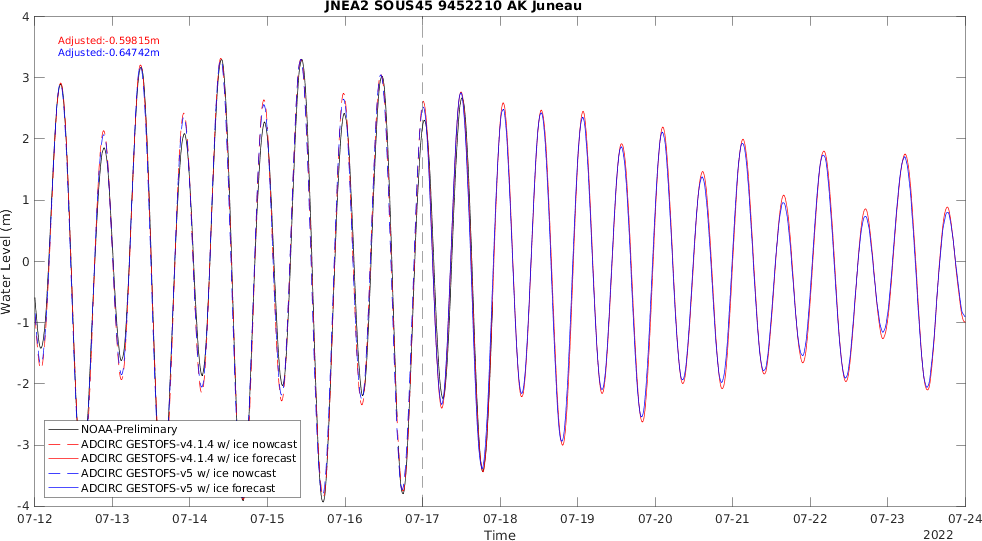 JNEA2 SOUS45 9452210 AK Juneau
Adjusted:-0.59815m
Adjusted:-0.64742m
4
3
2
1
0
-1
-2
-3
-4
Water Level (m)
NOAA-Preliminary
ADCIRC GESTOFS-v4.1.4 w/ ice nowcast
ADCIRC GESTOFS-v4.1.4 w/ ice forecast
ADCIRC GESTOFS-v5 w/ ice nowcast
ADCIRC GESTOFS-v5 w/ ice forecast
07-12 07-13 07-14 07-15 07-16 07-17 07-18 07-19 07-20 07-21 07-22 07-23 07-24
Time
2022